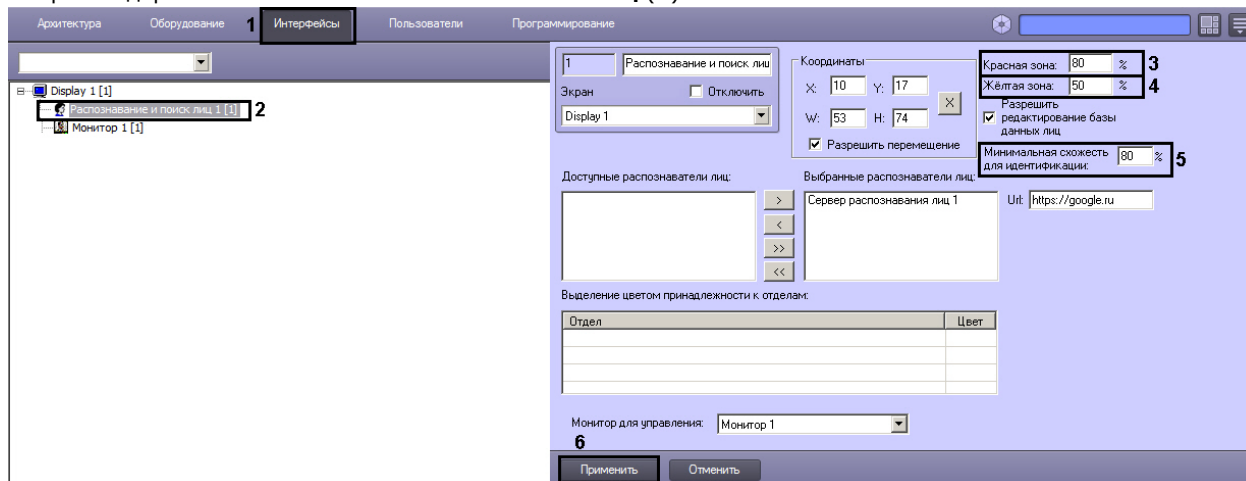 Архитектура Оборудование 1 Интерфейсы Пользователи Программирование
Display 1 [1]
Распознавание и поиск лиц 1 [1] 2
Монитор 1 [1]
1 Распознавание и поиск лиц
Экран Отключить
Display 1
Координаты
X: 10 Y: 17 X
W: 53 H: 74
Разрешить перемещение
Красная зона: 80 % 3
Жёлтая зона: 50 % 4
Разрешить
редактирование базы
данных лиц
Минимальная схожесть
для идентификации: 80 % 5
Доступные распознаватели лиц: Выбранные распознаватели лиц:
> Сервер распознавания лиц 1 Url: https://google.ru
<
>>
<<
Выделение цветом принадлежности к отделам:
Отдел Цвет
Монитор для управления: Монитор 1
6
Применить Отменить